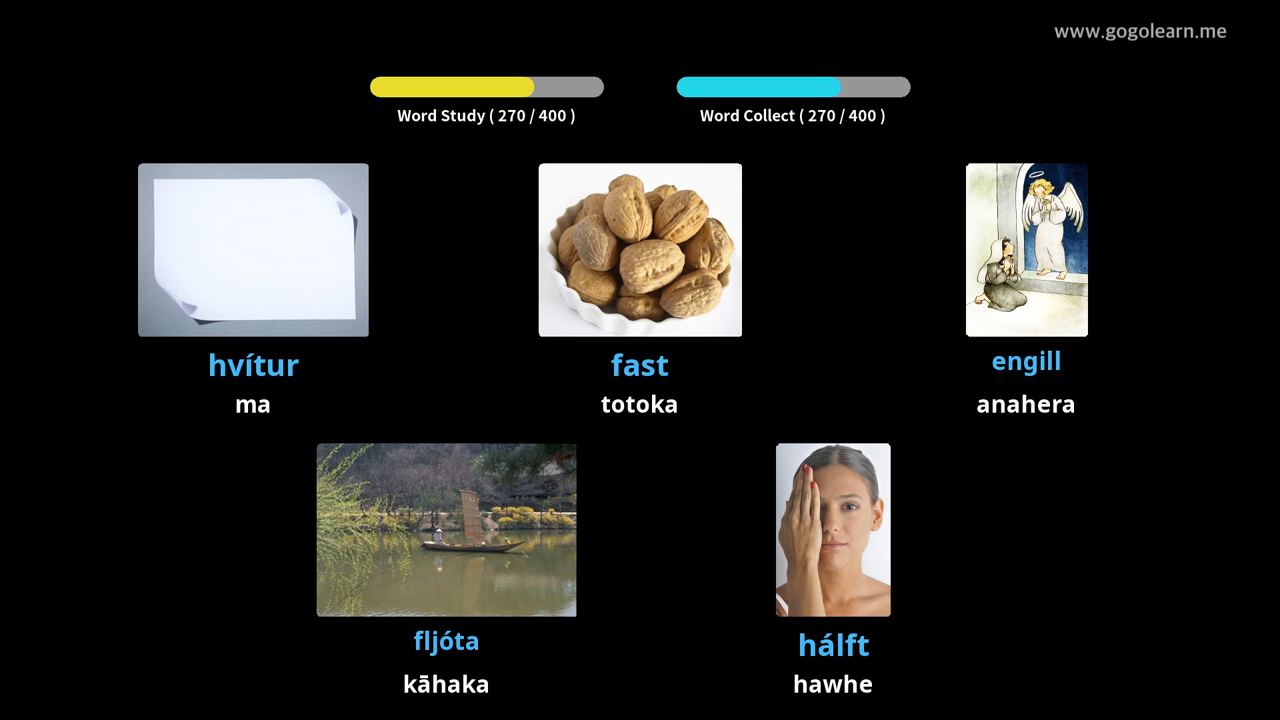 www.gogolearn.me
Word Study ( 270 / 400 )
Word Collect ( 270 / 400 )
hvítur
ma
fast
totoka
engill
anahera
fljóta
kāhaka
hálft
hawhe